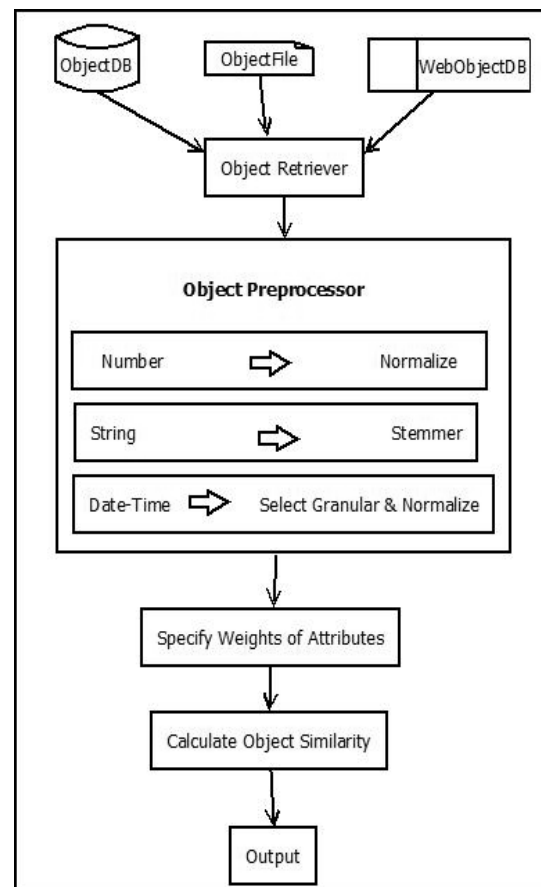 ObjectDB
ObjectFile
WebObjectDB
Object Retriever
Object Preprocessor
Number Normalize
String Stemmer
Date-Time Select Granular & Normalize
Specify Weights of Attributes
Calculate Object Similarity
Output